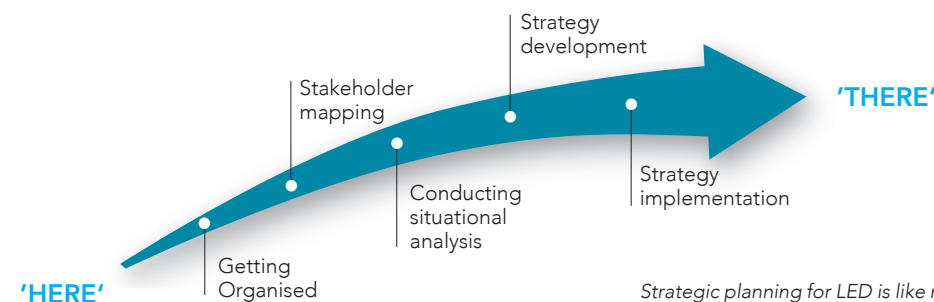 'HERE'
Getting
Organised
Stakeholder
mapping
Conducting
situational
analysis
Strategy
development
Strategy
implementation
'THERE'
Strategic planning for LED is like